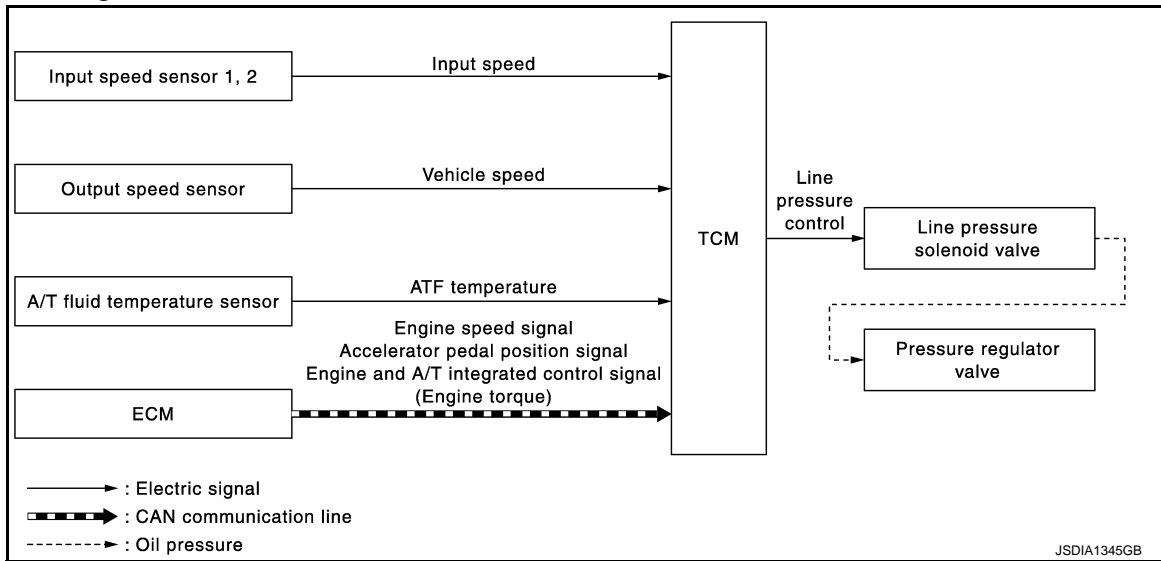 Input speed sensor 1, 2
Input speed
Output speed sensor
Vehicle speed
A/T fluid temperature sensor
ATF temperature
Engine speed signal
Accelerator pedal position signal
Engine and A/T integrated control signal
(Engine torque)
ECM
TCM
Line
pressure
control
Line pressure
solenoid valve
Pressure regulator
valve
: Electric signal
: CAN communication line
: Oil pressure
JSDIA1345GB